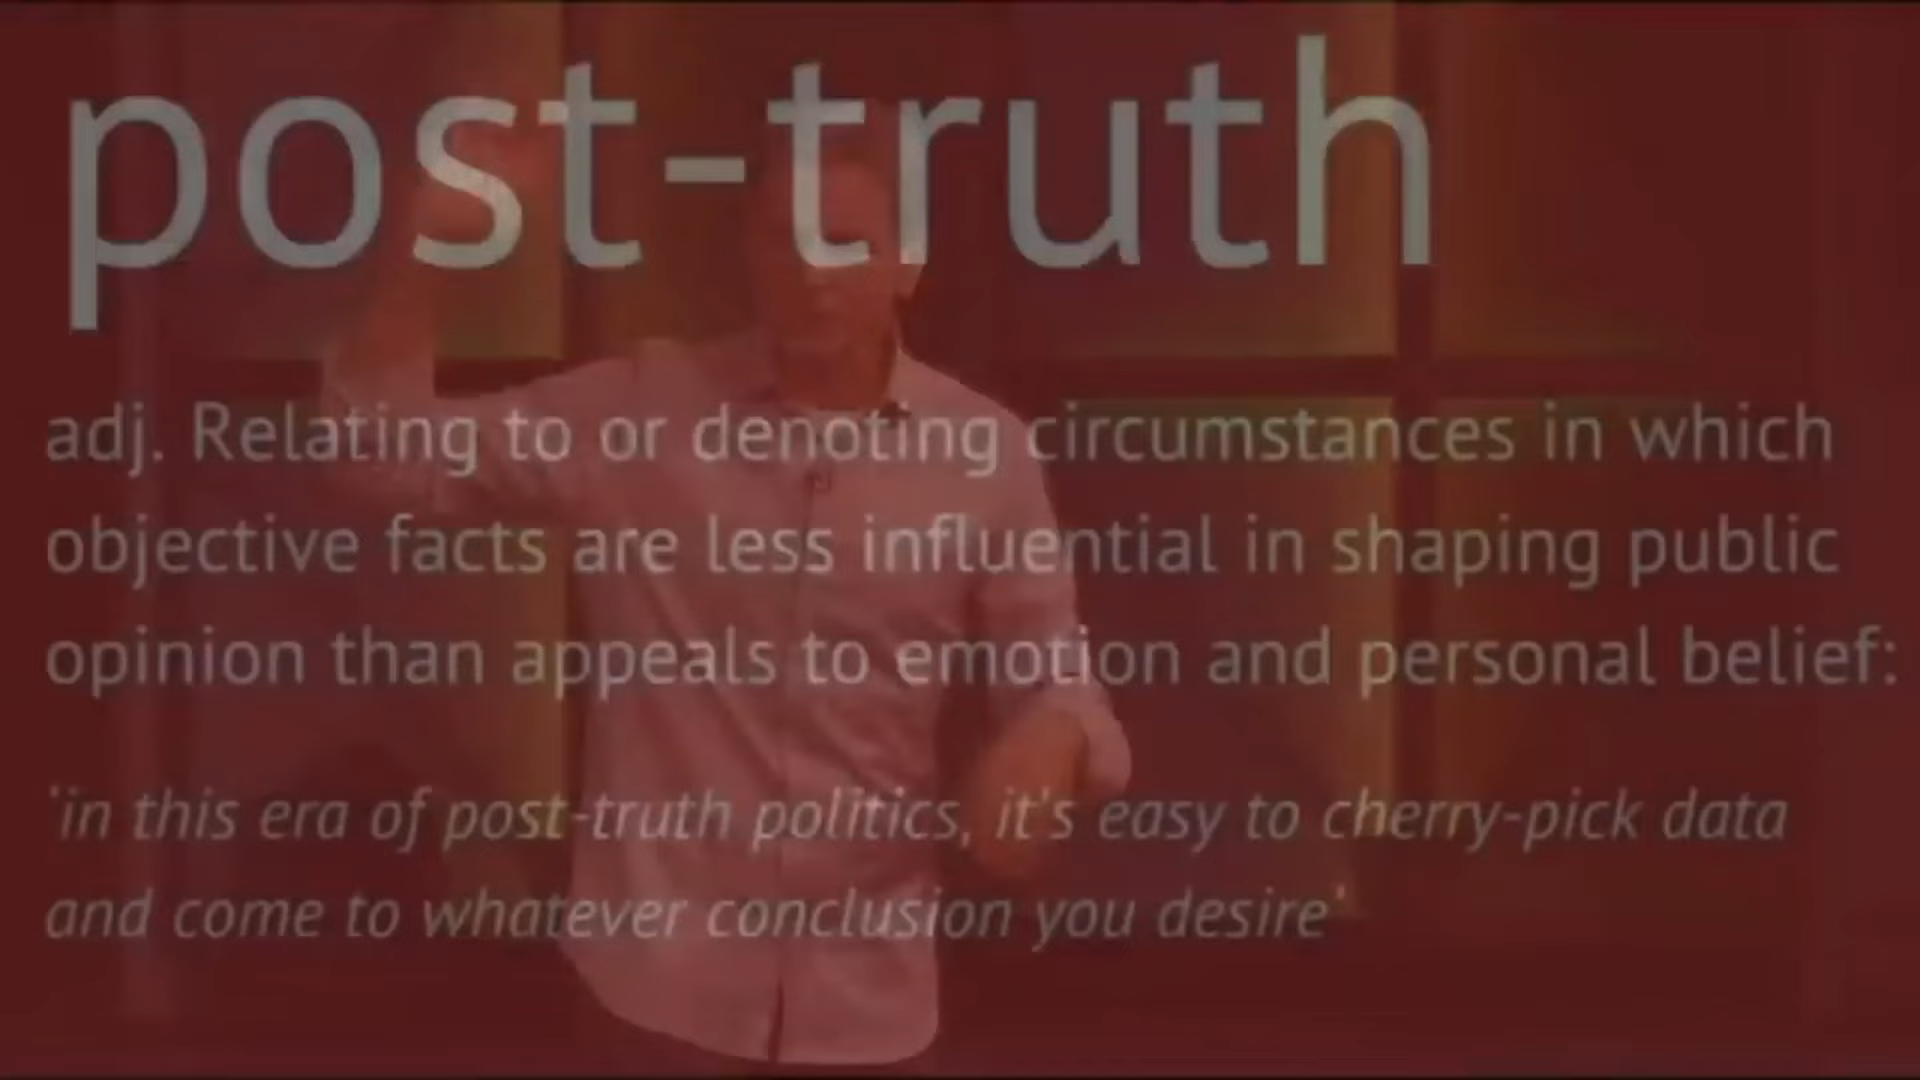 post-truth
adj. Relating to or denoting circumstances in which
objective facts are less influential in shaping public
opinion than appeals to emotion and personal belief:
'in this era of post-truth politics, it's easy to cherry-pick data
and come to whatever conclusion you desire'